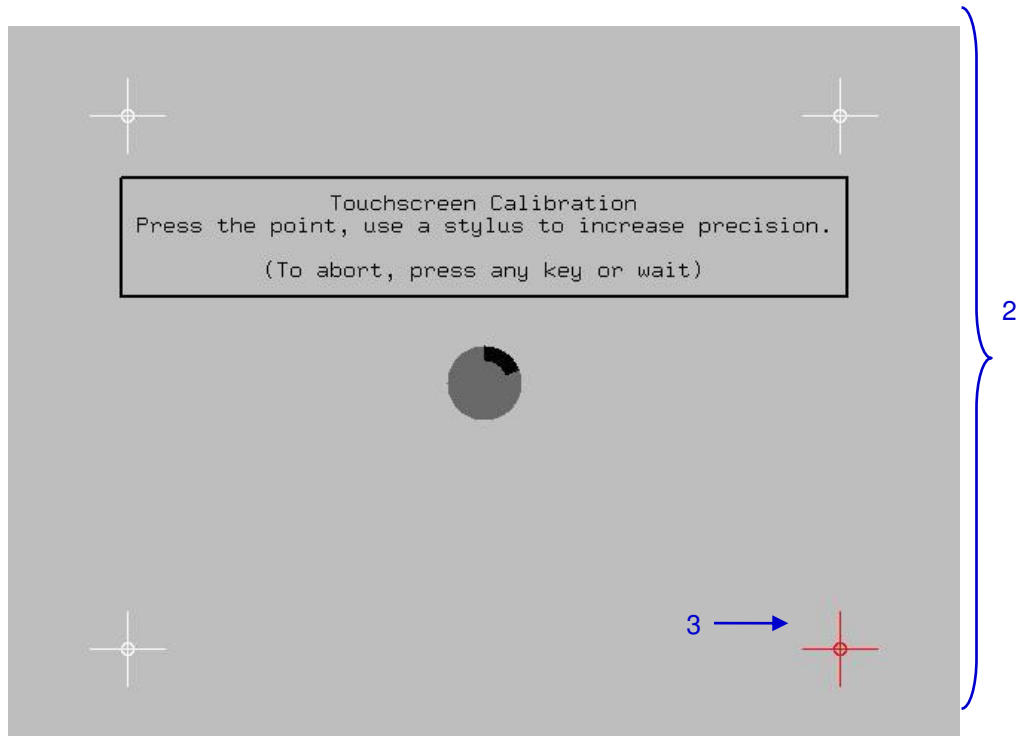 Touchscreen Calibration
Press the point, use a stylus to increase precision.
(To abort, press any key or wait)
2
3